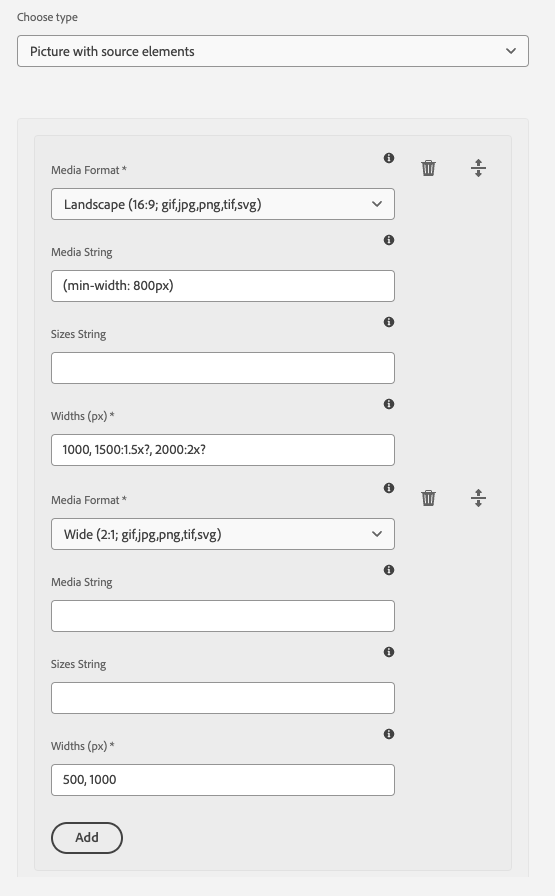 Choose type
Picture with source elements
Media Format *
Landscape (16:9; gif,jpg,png,tif,svg)
Media String
(min-width: 800px)
Sizes String
Widths (px) *
1000, 1500:1.5x?, 2000:2x?
Media Format *
Wide (2:1; gif,jpg,png,tif,svg)
Media String
Sizes String
Widths (px) *
500, 1000
Add